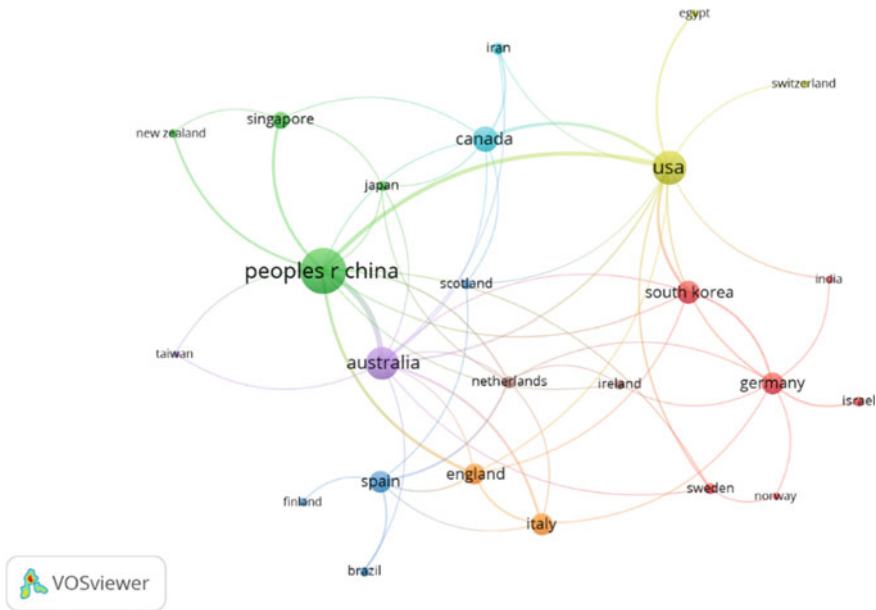 egypt
iran
switzerland
singapore
new zealand
canada
usa
japan
peoples r china
scotland
india
south korea
taiwan
australia
netherlands
ireland
germany
israel
spain
england
sweden
norway
finland
italy
brazil
VOSviewer